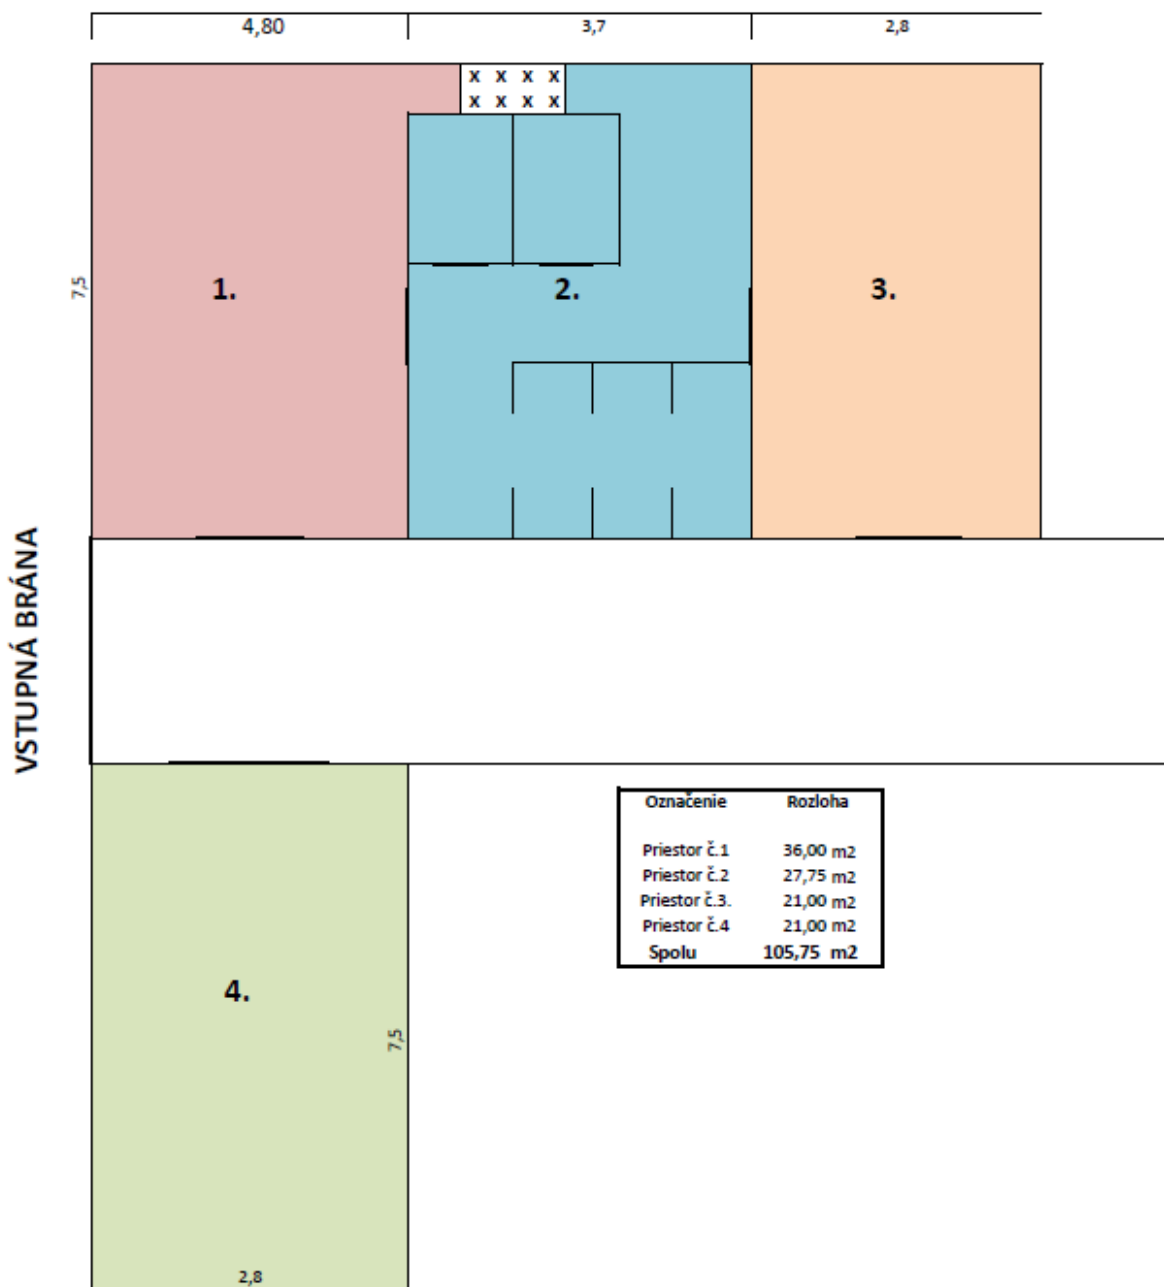 4,80 3,7 2,8
x x x x
x x x x
7,5
1. 2. 3.
VSTUPNÁ BRÁNA
Označenie Rozloha
Priestor č.1 36,00 m2
Priestor č.2 27,75 m2
Priestor č.3. 21,00 m2
Priestor č.4 21,00 m2
Spolu 105,75 m2
4.
7,5
2,8